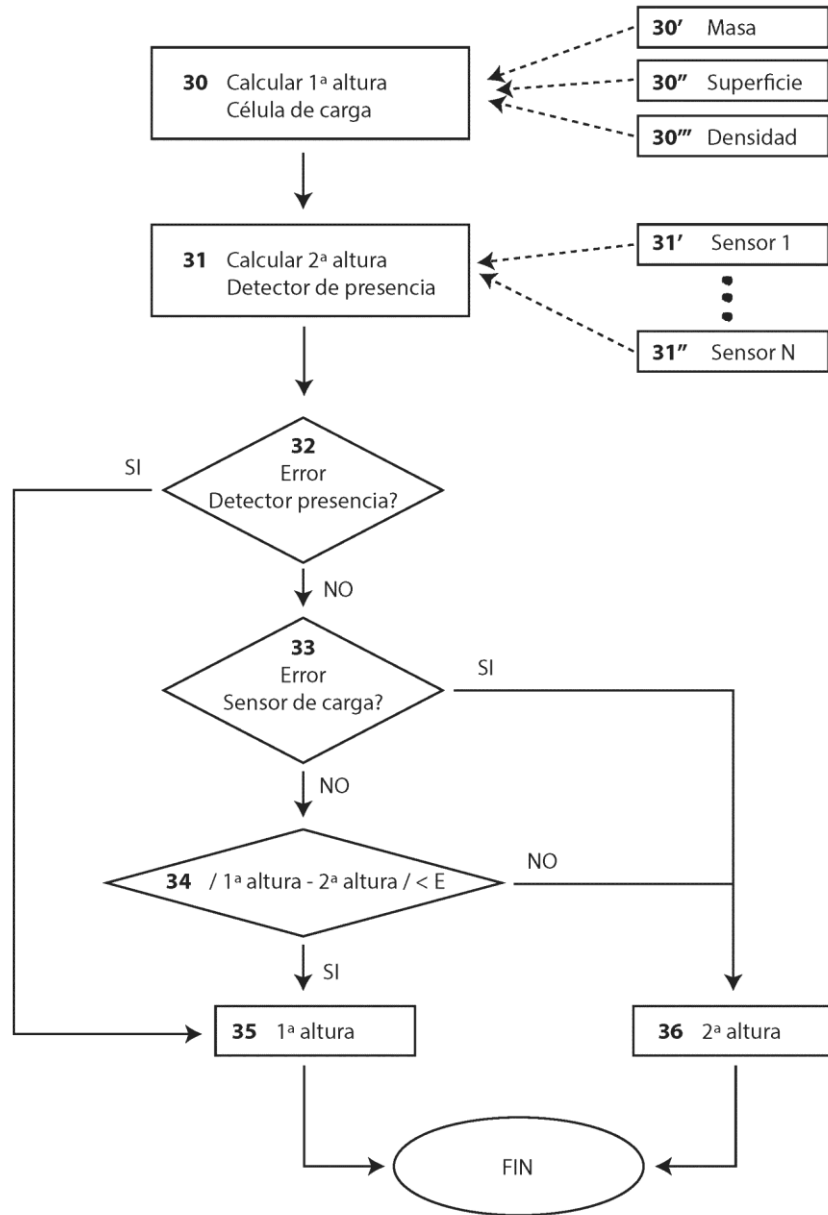 30 Calcular 1ª altura
Célula de carga
30′ Masa
30″ Superficie
30‴ Densidad
31 Calcular 2ª altura
Detector de presencia
31′ Sensor 1
31″ Sensor N
32
Error
Detector presencia?
SI
NO
33
Error
Sensor de carga?
SI
NO
34 / 1ª altura - 2ª altura / < E
NO
SI
35 1ª altura
36 2ª altura
FIN